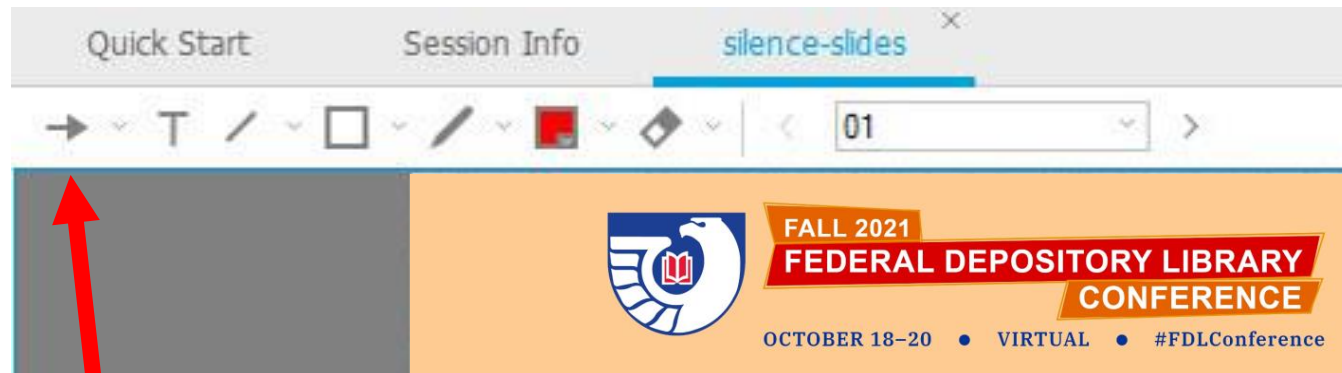 Quick Start Session Info silence-slides
T 01
FALL 2021
FEDERAL DEPOSITORY LIBRARY
CONFERENCE
OCTOBER 18–20 ● VIRTUAL ● #FDLConference